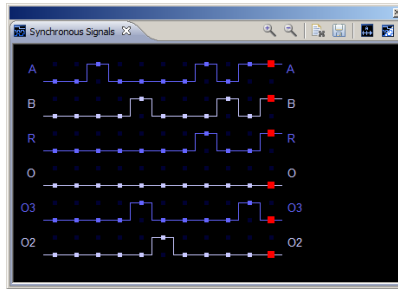 Synchronous Signals
A A
B B
R R
O O
O3 O3
O2 O2